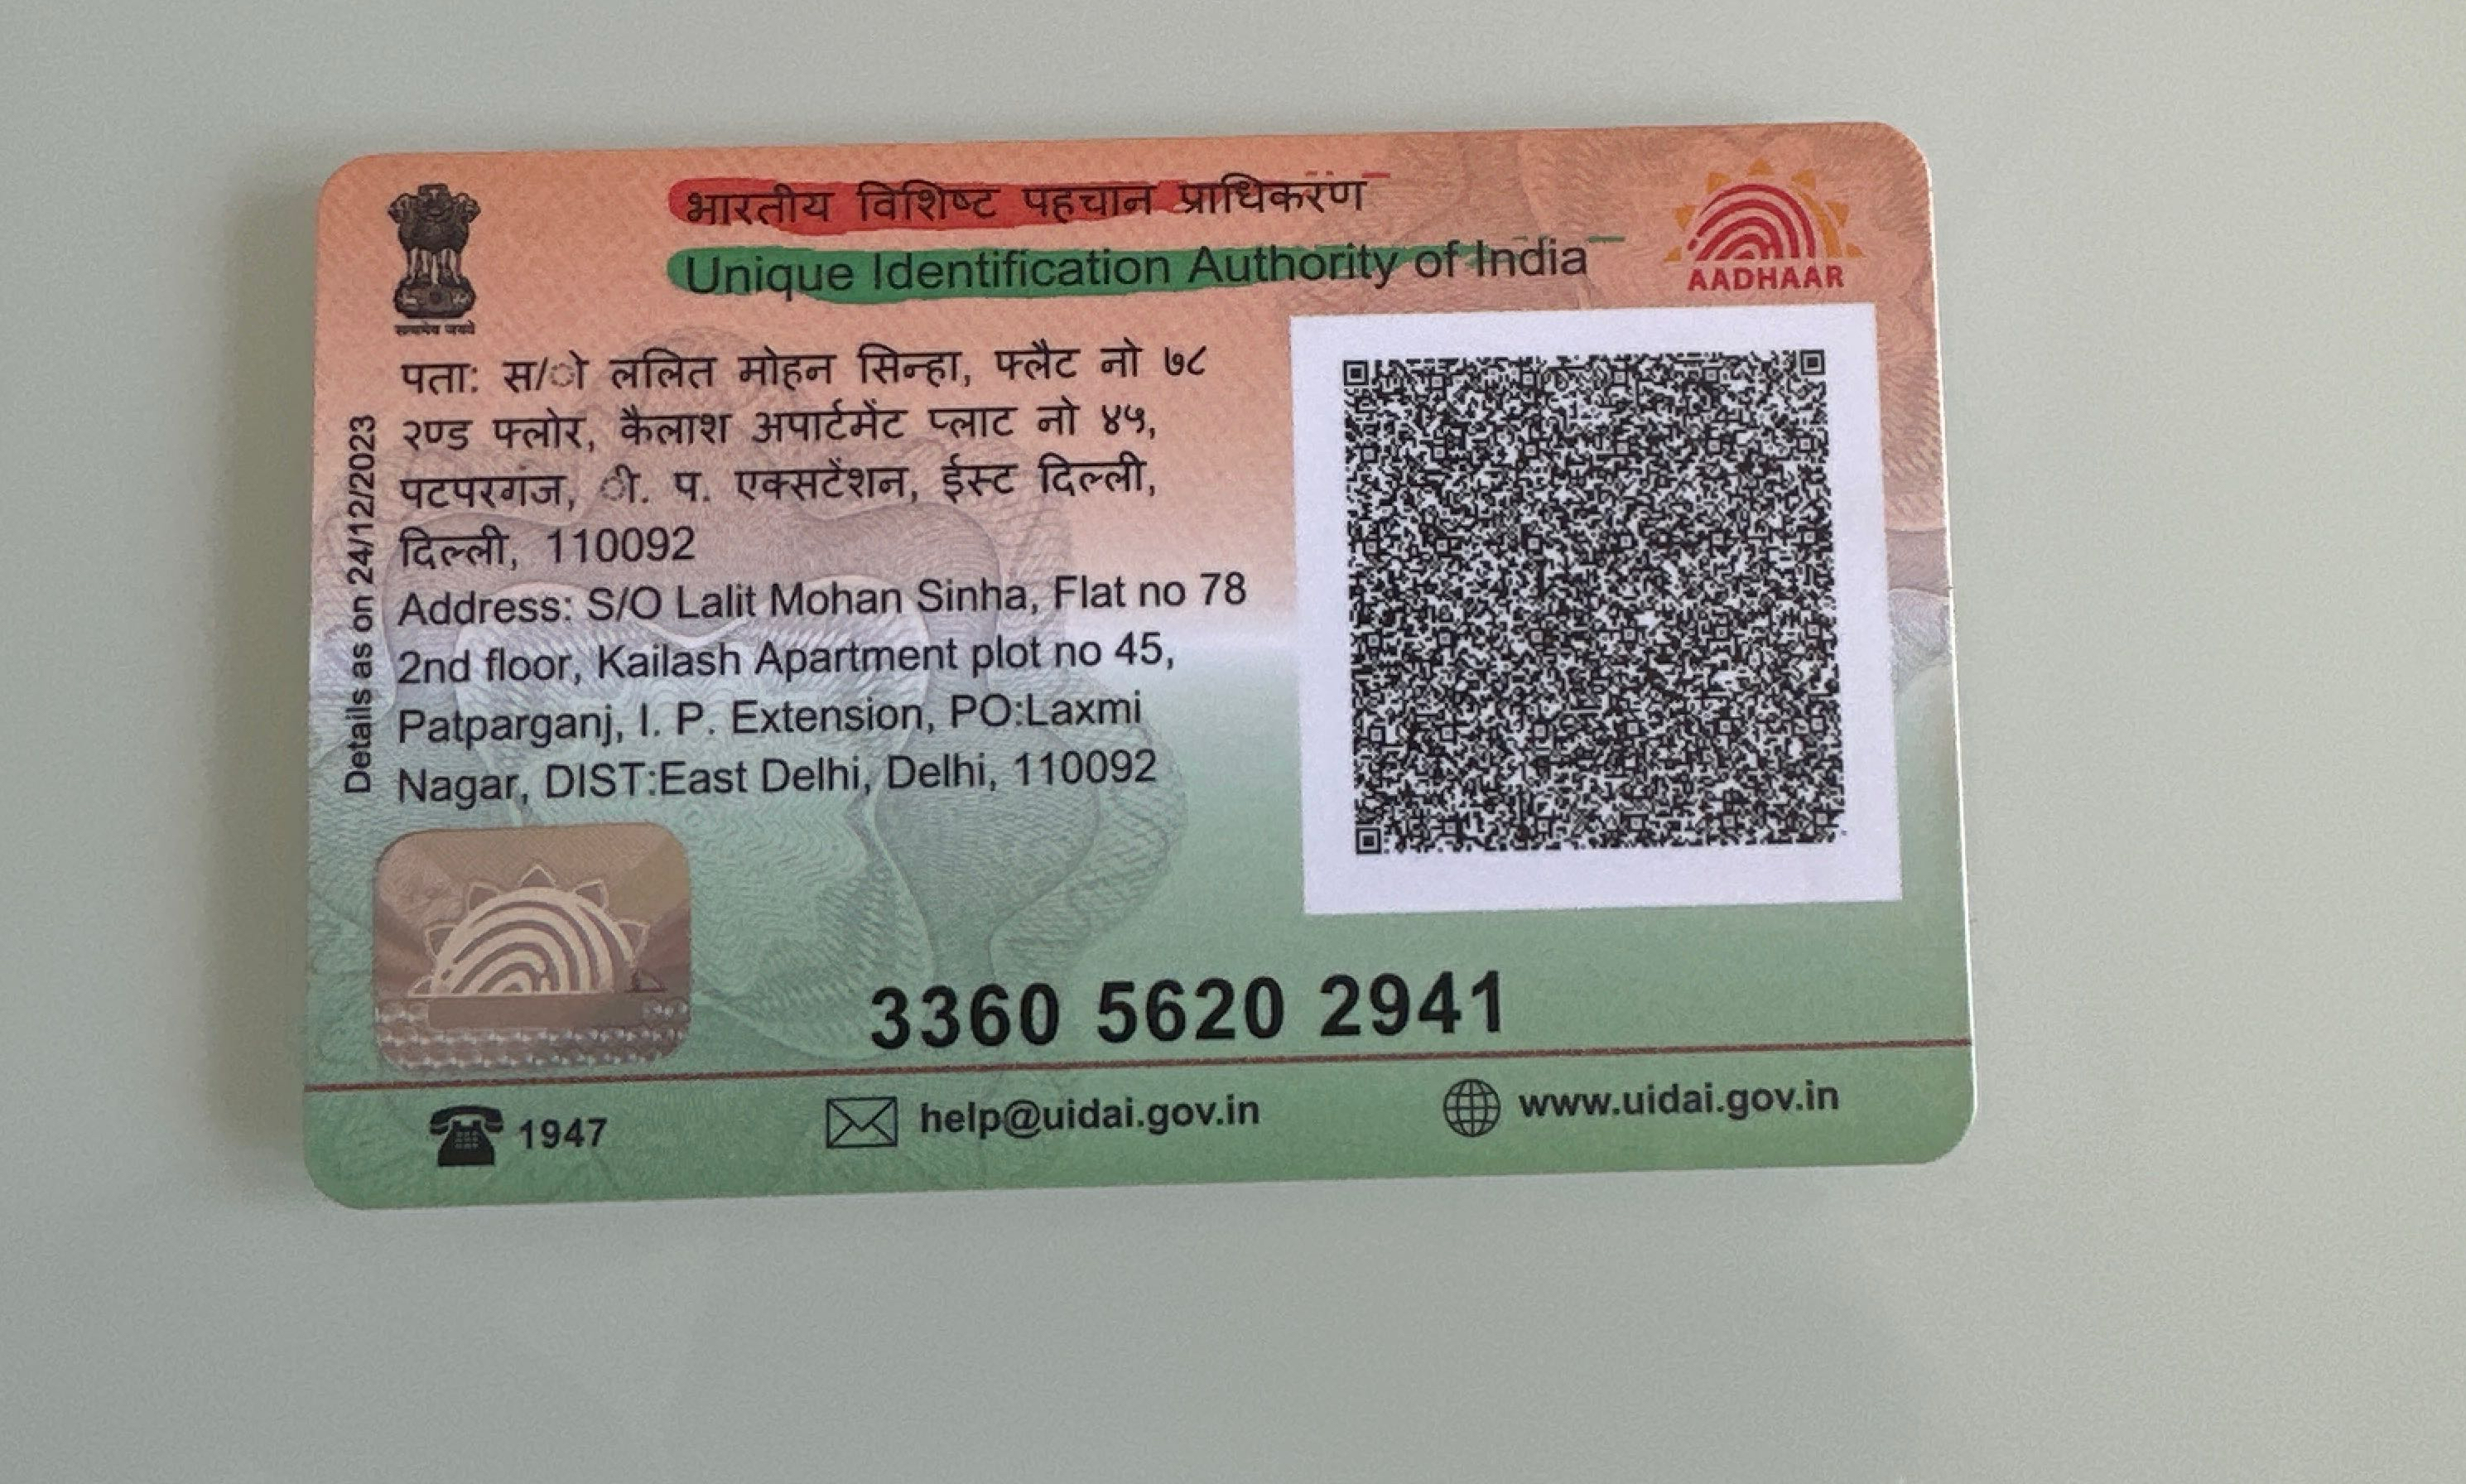 भारतीय विशिष्ट पहचान प्राधिकरण
Unique Identification Authority of India
AADHAAR
सत्यमेव जयते
पता: स/ो ललित मोहन सिन्हा, फ्लैट नो ७८
२ण्ड फ्लोर, कैलाश अपार्टमेंट प्लाट नो ४५,
पटपरगंज, ी. प. एक्सटेंशन, ईस्ट दिल्ली,
दिल्ली, 110092
Address: S/O Lalit Mohan Sinha, Flat no 78
2nd floor, Kailash Apartment plot no 45,
Patparganj, I. P. Extension, PO:Laxmi
Nagar, DIST:East Delhi, Delhi, 110092
Details as on 24/12/2023
3360 5620 2941
1947
help@uidai.gov.in
www.uidai.gov.in